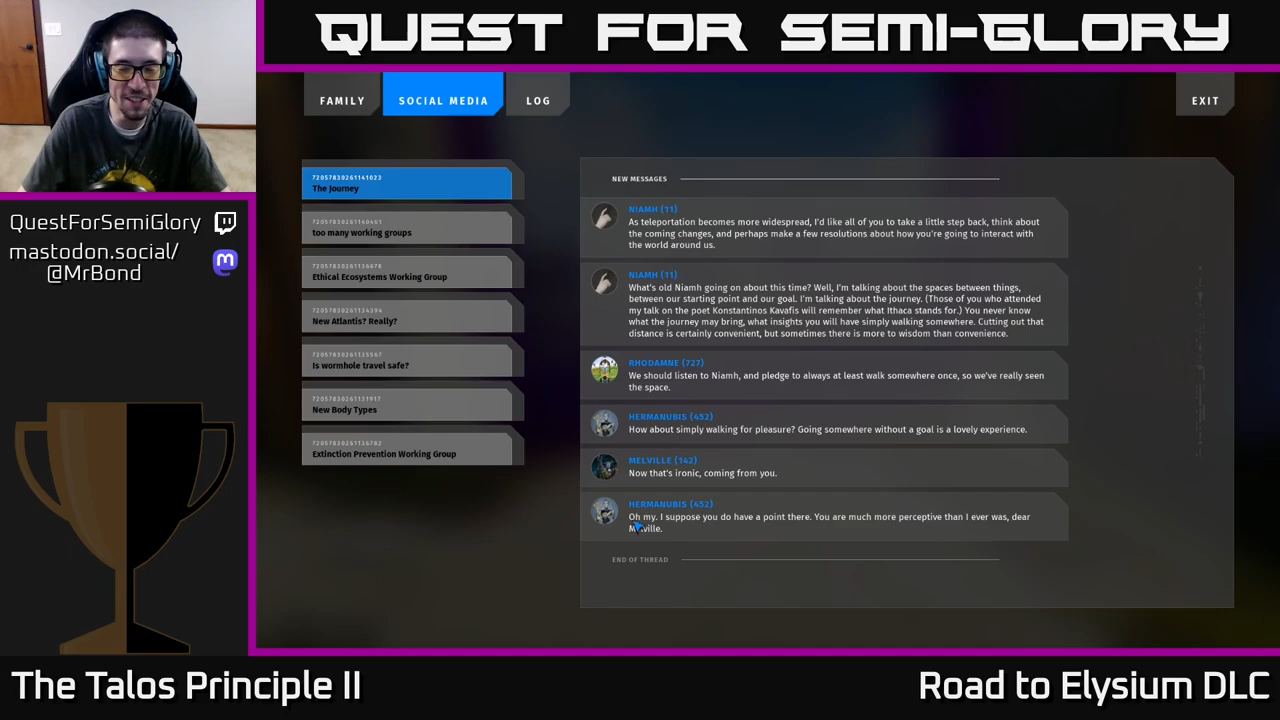 QUEST FOR SEMI-GLORY
QuestForSemiGlory
mastodon.social/
@MrBond
FAMILY
SOCIAL MEDIA
LOG
EXIT
72057830261141023
The Journey
72057830261140461
too many working groups
72057830261136678
Ethical Ecosystems Working Group
72057830261134394
New Atlantis? Really?
72057830261135567
Is wormhole travel safe?
72057830261131917
New Body Types
72057830261136782
Extinction Prevention Working Group
NEW MESSAGES
NIAMH (11)
As teleportation becomes more widespread, I'd like all of you to take a little step back, think about
the coming changes, and perhaps make a few resolutions about how you're going to interact with
the world around us.
NIAMH (11)
What's old Niamh going on about this time? Well, I'm talking about the spaces between things,
between our starting point and our goal. I'm talking about the journey. (Those of you who attended
my talk on the poet Konstantinos Kavafis will remember what Ithaca stands for.) You never know
what the journey may bring, what insights you will have simply walking somewhere. Cutting out that
distance is certainly convenient, but sometimes there is more to wisdom than convenience.
RHODAMNE (727)
We should listen to Niamh, and pledge to always at least walk somewhere once, so we've really seen
the space.
HERMANUBIS (452)
How about simply walking for pleasure? Going somewhere without a goal is a lovely experience.
MELVILLE (142)
Now that's ironic, coming from you.
HERMANUBIS (452)
Oh my. I suppose you do have a point there. You are much more perceptive than I ever was, dear
Melville.
END OF THREAD
The Talos Principle II
Road to Elysium DLC